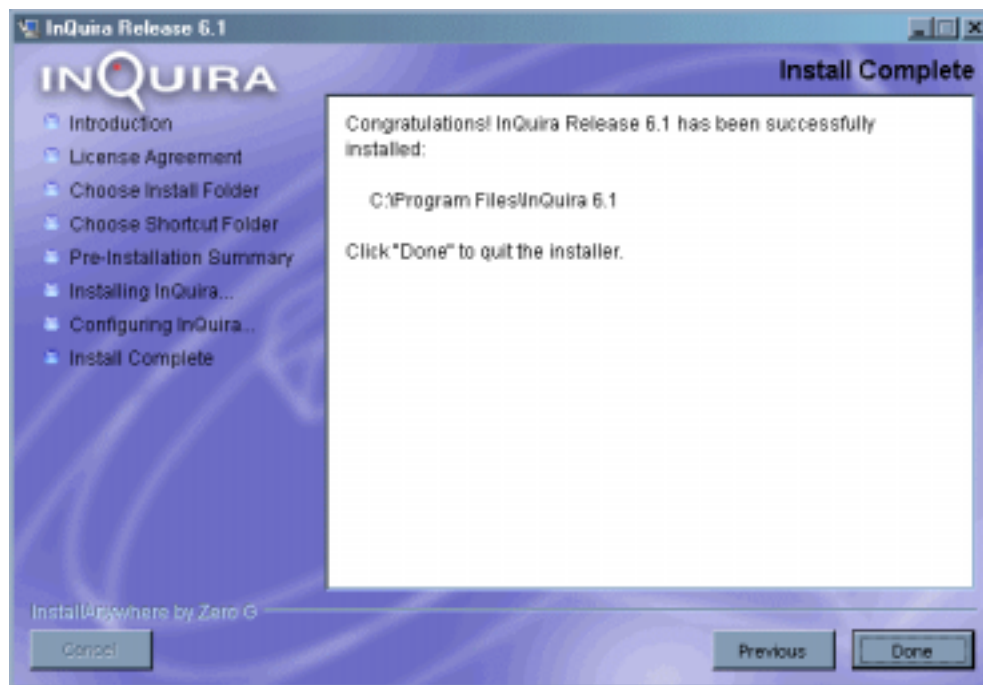 InQuira Release 6.1
INQUIRA
Install Complete
Introduction
License Agreement
Choose Install Folder
Choose Shortcut Folder
Pre-Installation Summary
Installing InQuira...
Configuring InQuira...
Install Complete
Congratulations! InQuira Release 6.1 has been successfully
installed:
C:\Program Files\InQuira 6.1
Click "Done" to quit the installer.
InstallAnywhere by Zero G
Cancel
Previous
Done